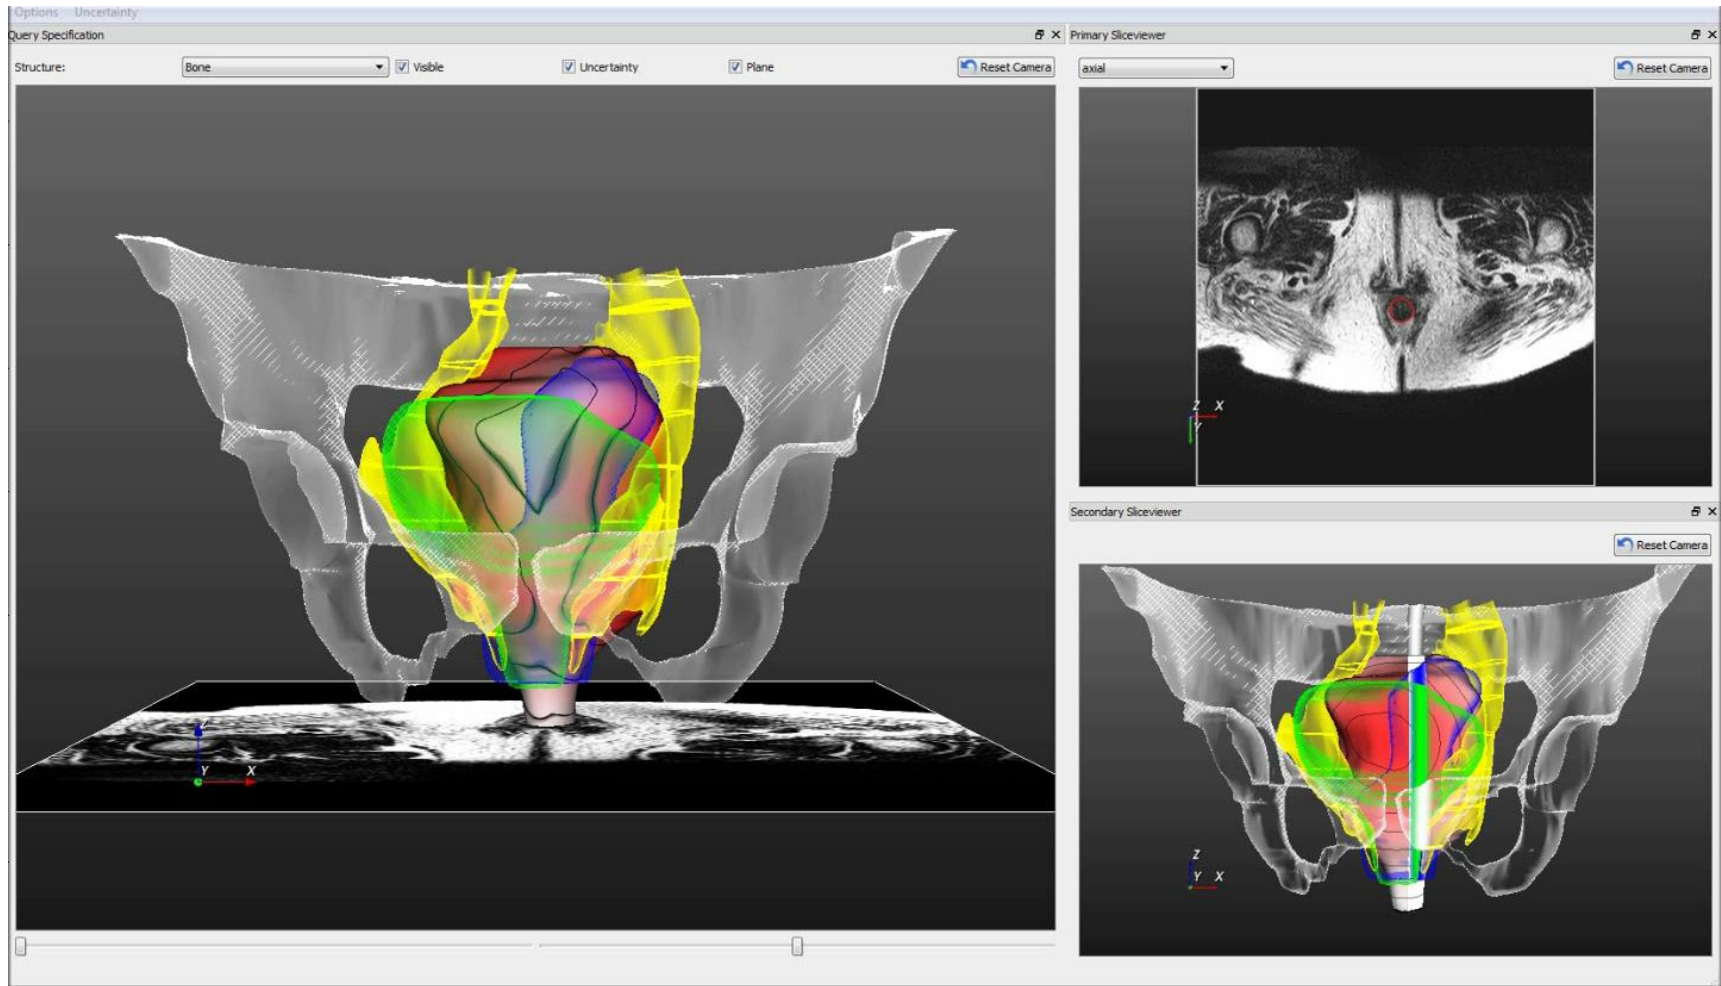 Options Uncertainty
Query Specification
Structure: Bone Visible Uncertainty Plane Reset Camera
Z
Y X
Primary Sliceviewer
axial Reset Camera
Z X
Y
Secondary Sliceviewer
Reset Camera
Z
Y X